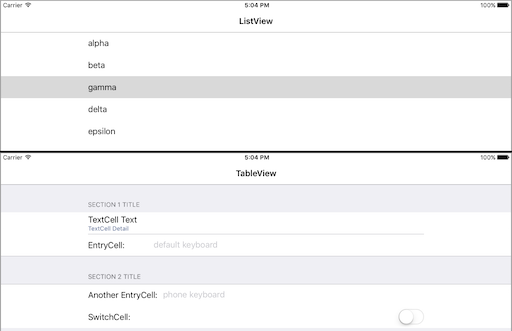 Carrier 5:04 PM 100%
ListView
alpha
beta
gamma
delta
epsilon
Carrier 5:04 PM 100%
TableView
SECTION 1 TITLE
TextCell Text
TextCell Detail
EntryCell: default keyboard
SECTION 2 TITLE
Another EntryCell: phone keyboard
SwitchCell: